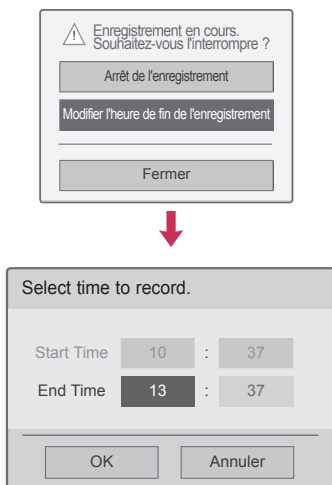 Enregistrement en cours.
Souhaitez-vous l'interrompre ?
Arrêt de l'enregistrement
Modifier l'heure de fin de l'enregistrement
Fermer
Select time to record.
Start Time 10 : 37
End Time 13 : 37
OK Annuler